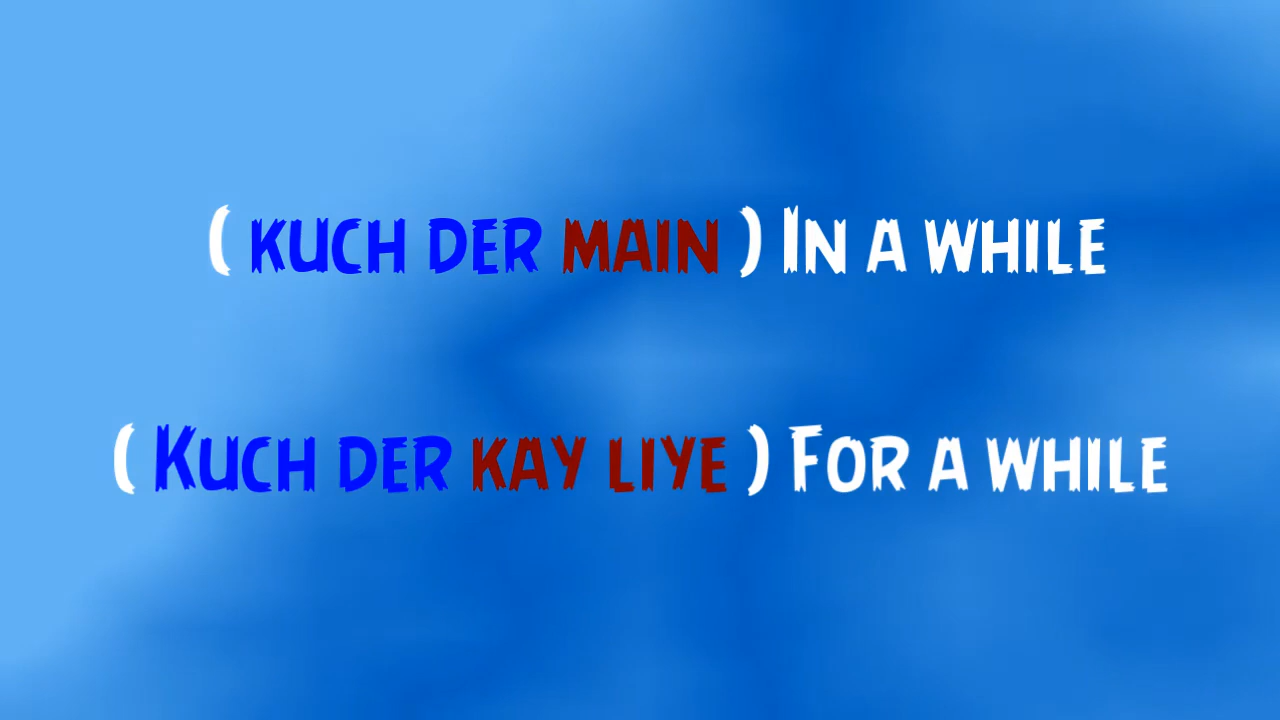 ( kuch der main ) In a while
( Kuch der kay liye ) For a while